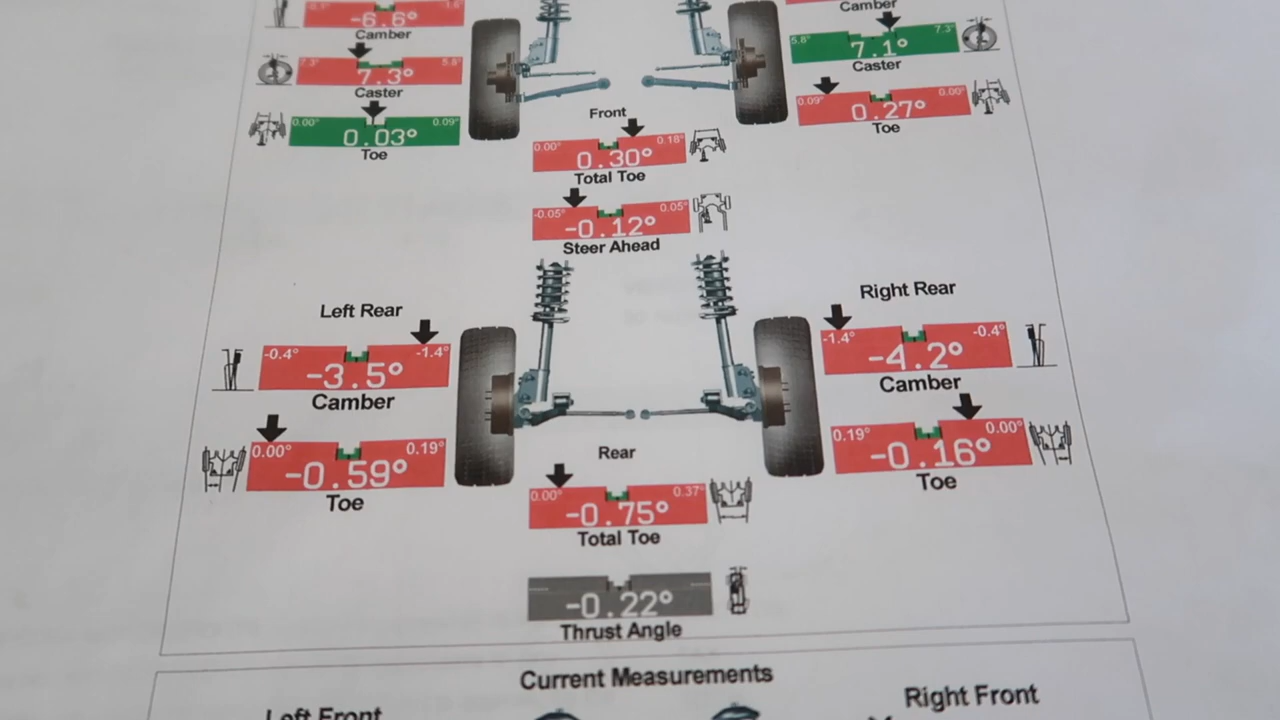 -1.6°
-6.6°
Camber
7.3° 5.8°
7.3°
Caster
0.00° 0.09°
0.03°
Toe
Camber
5.8° 7.3°
7.1°
Caster
0.09° 0.00°
0.27°
Toe
Front
0.00° 0.18°
0.30°
Total Toe
-0.05° 0.05°
-0.12°
Steer Ahead
Left Rear
-0.4° -1.4°
-3.5°
Camber
0.00° 0.19°
-0.59°
Toe
Right Rear
-1.4° -0.4°
-4.2°
Camber
0.19° 0.00°
-0.16°
Toe
Rear
0.00° 0.37°
-0.75°
Total Toe
-0.22°
Thrust Angle
Current Measurements
Left Front
Right Front